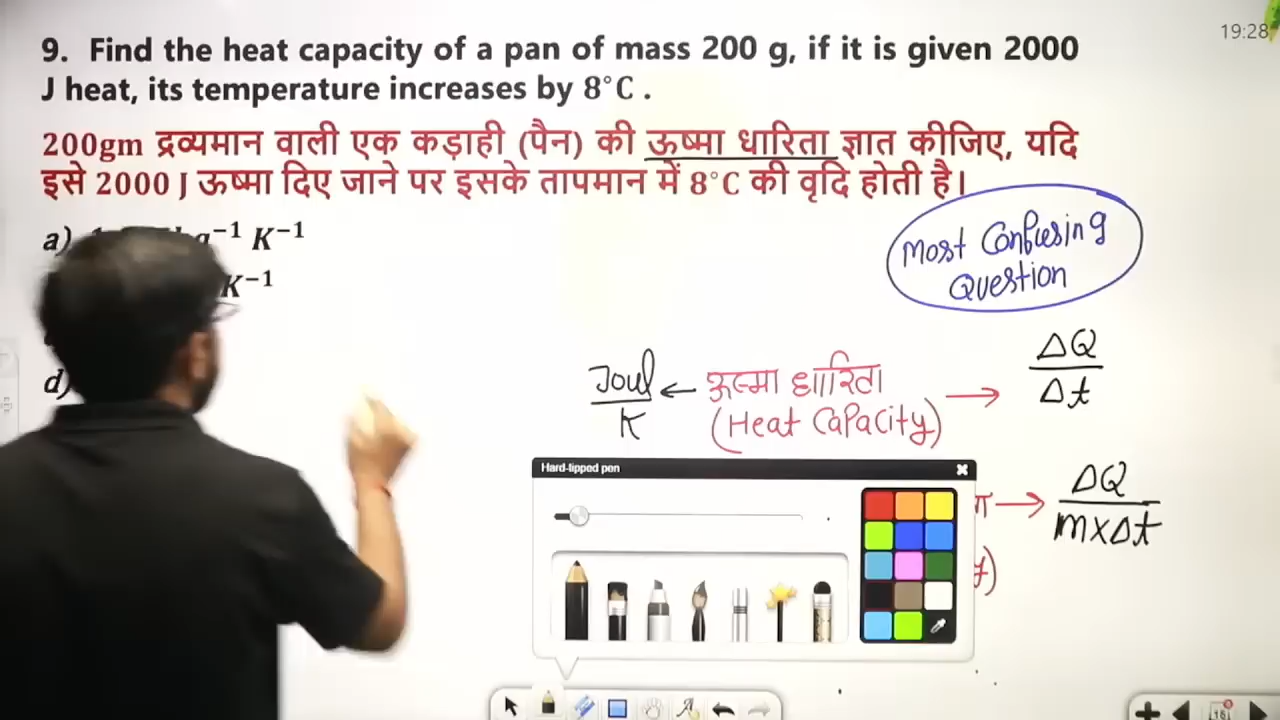 19:28
9. Find the heat capacity of a pan of mass 200 g, if it is given 2000
J heat, its temperature increases by 8°C .
200gm द्रव्यमान वाली एक कड़ाही (पैन) की ऊष्मा धारिता ज्ञात कीजिए, यदि
इसे 2000 J ऊष्मा दिए जाने पर इसके तापमान में 8°C की वृदि होती है।
a) K⁻¹
K⁻¹
d)
Most Confusing
Question
Joul/K ← ऊष्मा धारिता → ΔQ/Δt
(Heat Capacity)
Hard-tipped pen
→ ΔQ/m×Δt